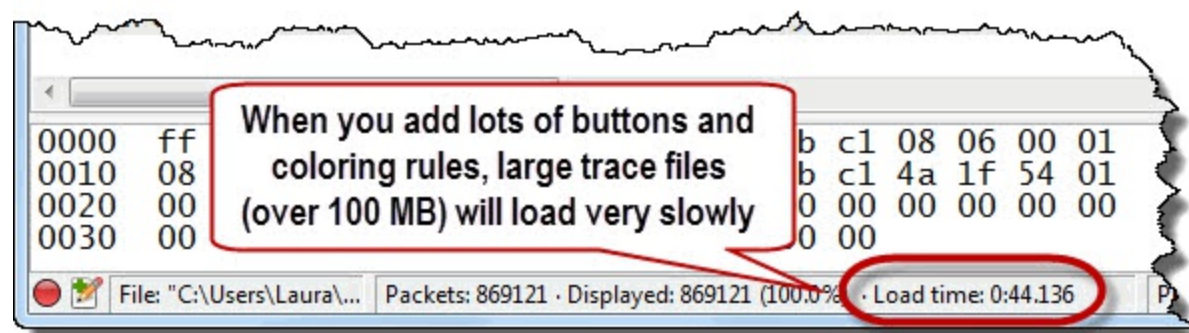 When you add lots of buttons and
coloring rules, large trace files
(over 100 MB) will load very slowly
0000 ff c1 08 06 00 01
0010 08 c1 4a 1f 54 01
0020 00 00 00 00 00 00
0030 00 00
File: "C:\Users\Laura\... Packets: 869121 · Displayed: 869121 (100.0%) · Load time: 0:44.136 P